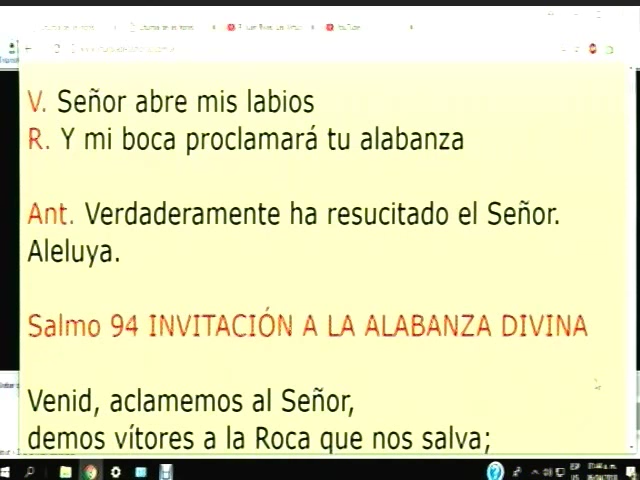 V. Señor abre mis labios
R. Y mi boca proclamará tu alabanza
Ant. Verdaderamente ha resucitado el Señor.
Aleluya.
Salmo 94 INVITACIÓN A LA ALABANZA DIVINA
Venid, aclamemos al Señor,
demos vítores a la Roca que nos salva;
ESP